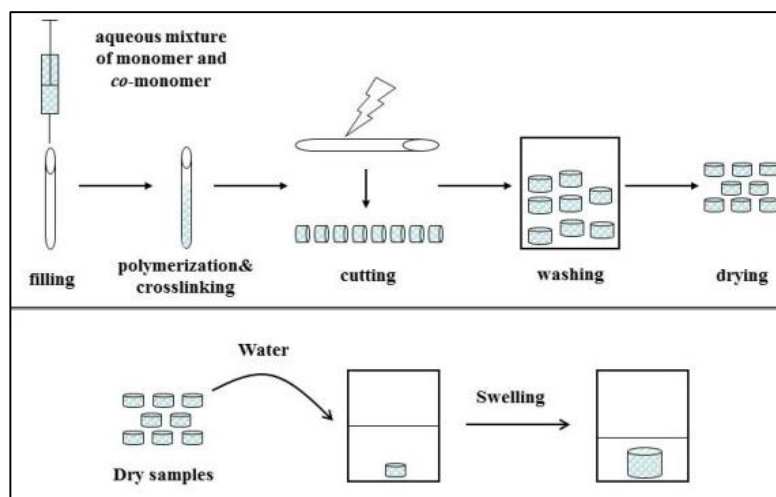 aqueous mixture
of monomer and
co-monomer
filling
polymerization&
crosslinking
cutting
washing
drying
Water
Swelling
Dry samples